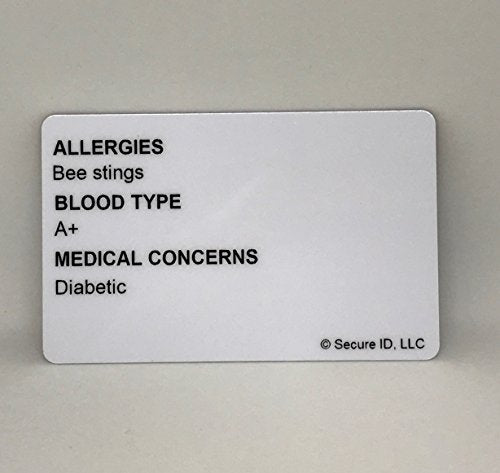 ALLERGIES
Bee stings
BLOOD TYPE
A+
MEDICAL CONCERNS
Diabetic
© Secure ID, LLC